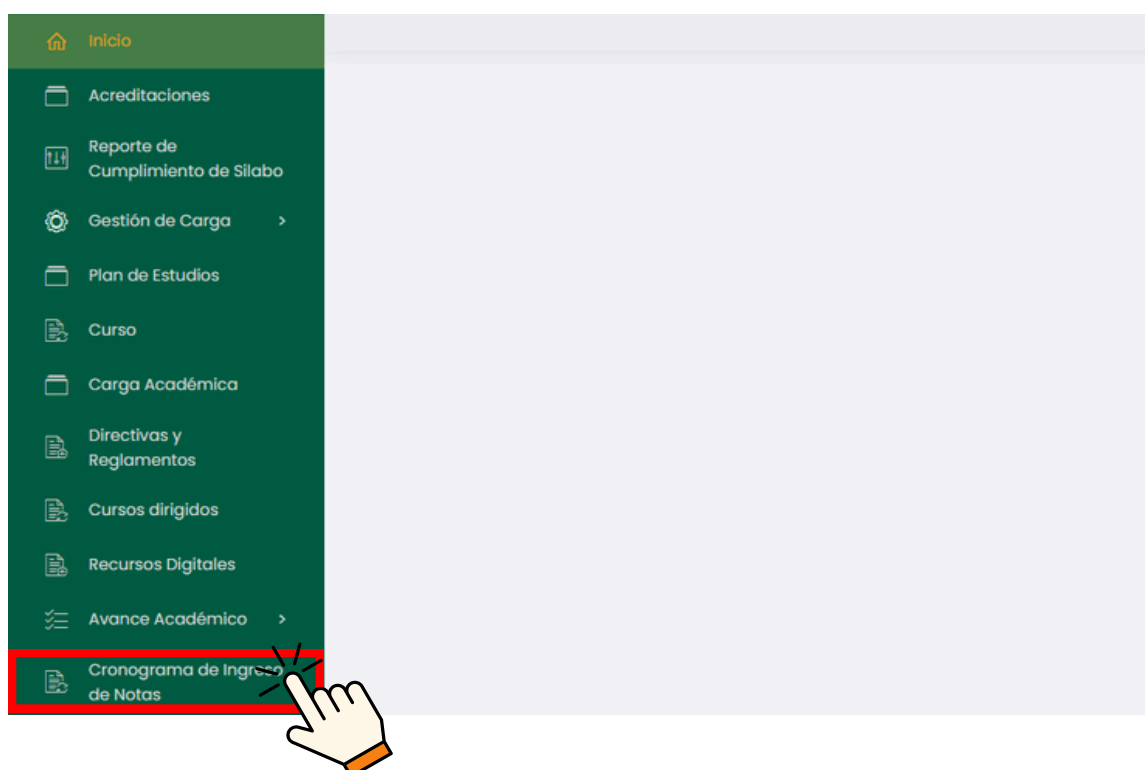 Inicio
Acreditaciones
Reporte de
Cumplimiento de Silabo
Gestión de Carga >
Plan de Estudios
Curso
Carga Académica
Directivas y
Reglamentos
Cursos dirigidos
Recursos Digitales
Avance Académico >
Cronograma de Ingreso
de Notas